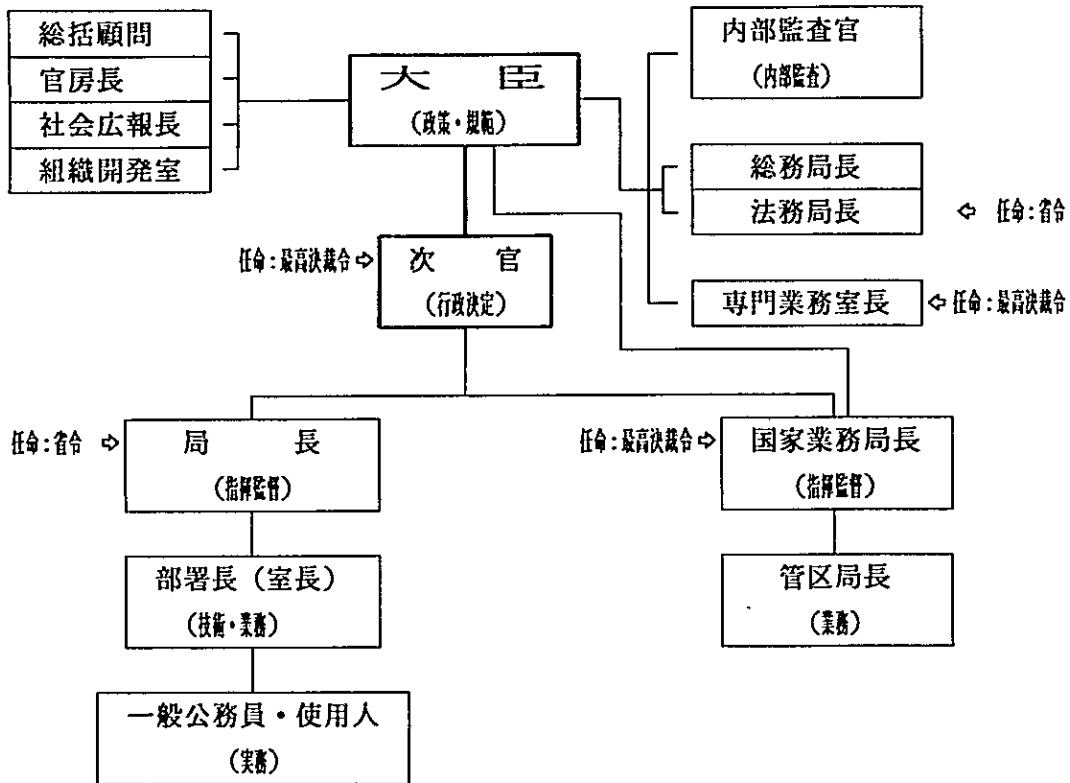 総括顧問
官房長
社会広報長
組織開発室
大臣
(政策・規範)
内部監査官
(内部監査)
総務局長
法務局長
⇦ 任命:省令
専門業務室長
⇦ 任命:最高決裁令
任命:最高決裁令 ⇨
次官
(行政決定)
任命:省令 ⇨
局長
(指揮監督)
任命:最高決裁令 ⇨
国家業務局長
(指揮監督)
部署長(室長)
(技術・業務)
管区局長
(業務)
一般公務員・使用人
(実務)